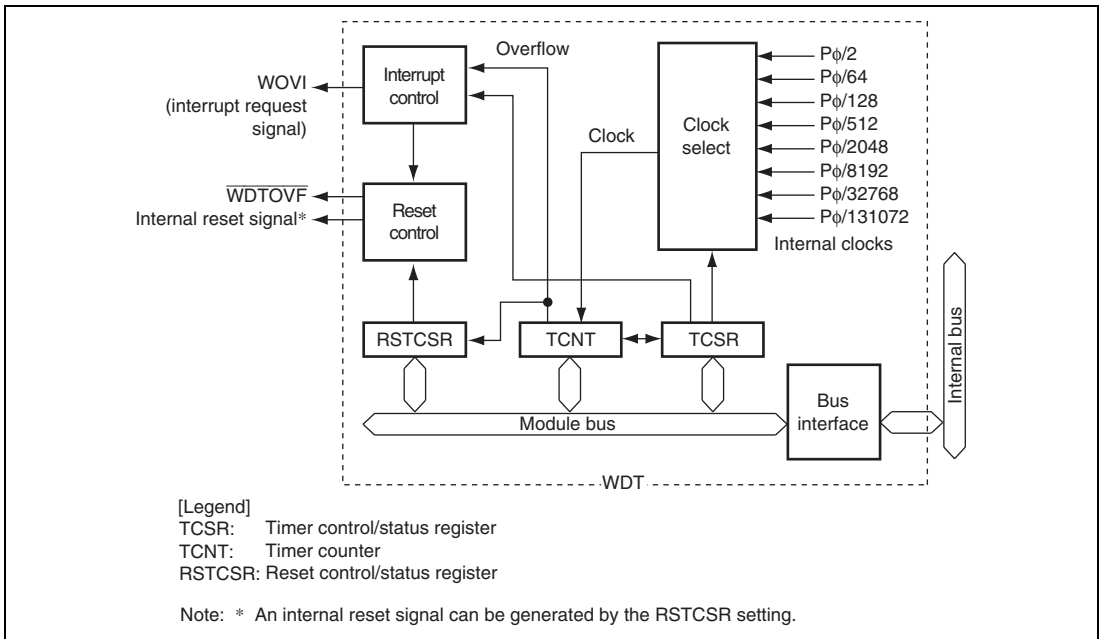 Overflow
WOVI
(interrupt request
signal)
Interrupt
control
Clock
Clock
select
Pφ/2
Pφ/64
Pφ/128
Pφ/512
Pφ/2048
Pφ/8192
Pφ/32768
Pφ/131072
Internal clocks
WDTOVF
Internal reset signal*
Reset
control
RSTCSR
TCNT
TCSR
Module bus
Bus
interface
Internal bus
WDT
[Legend]
TCSR: Timer control/status register
TCNT: Timer counter
RSTCSR: Reset control/status register
Note: * An internal reset signal can be generated by the RSTCSR setting.